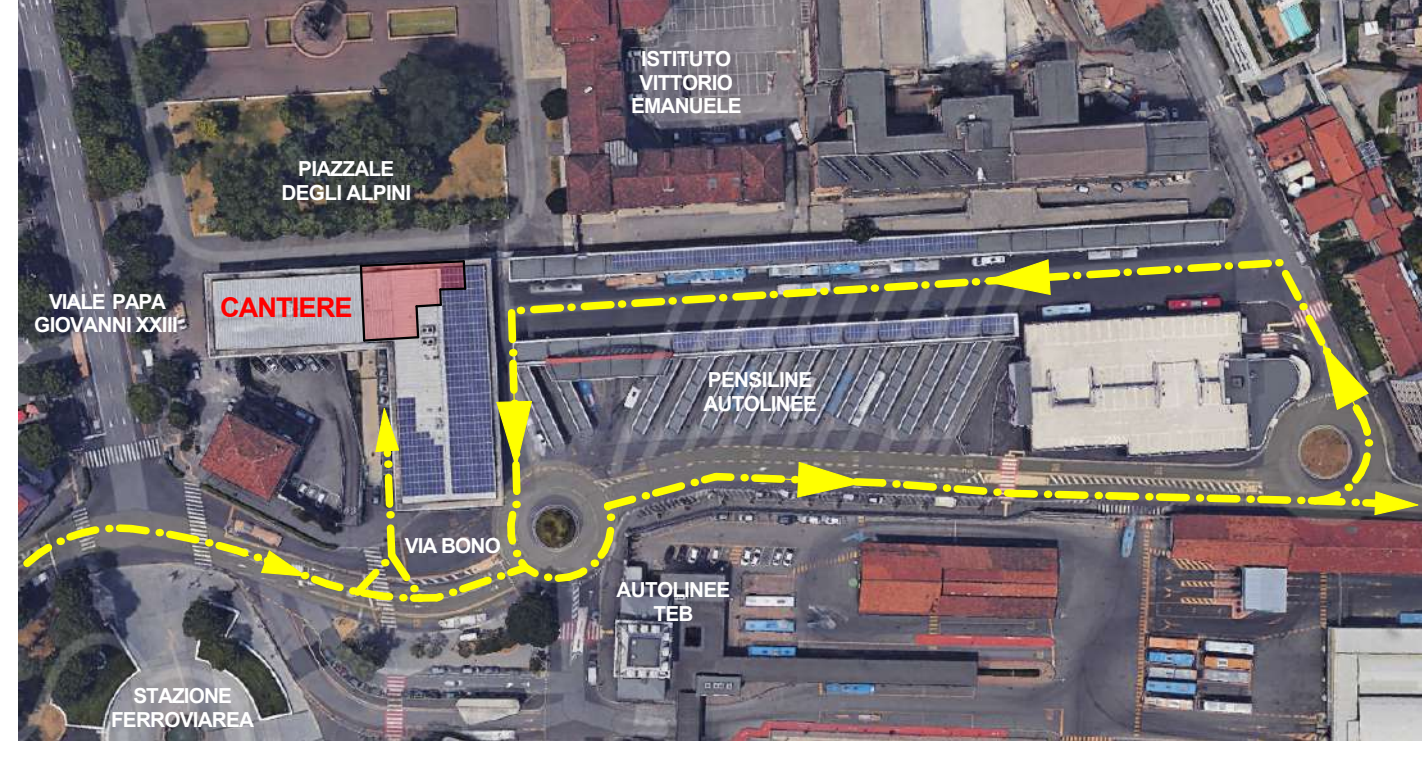 ISTITUTO
VITTORIO
EMANUELE
PIAZZALE
DEGLI ALPINI
VIALE PAPA
GIOVANNI XXIII
CANTIERE
PENSILINE
AUTOLINEE
VIA BONO
AUTOLINEE
TEB
STAZIONE
FERROVIAREA